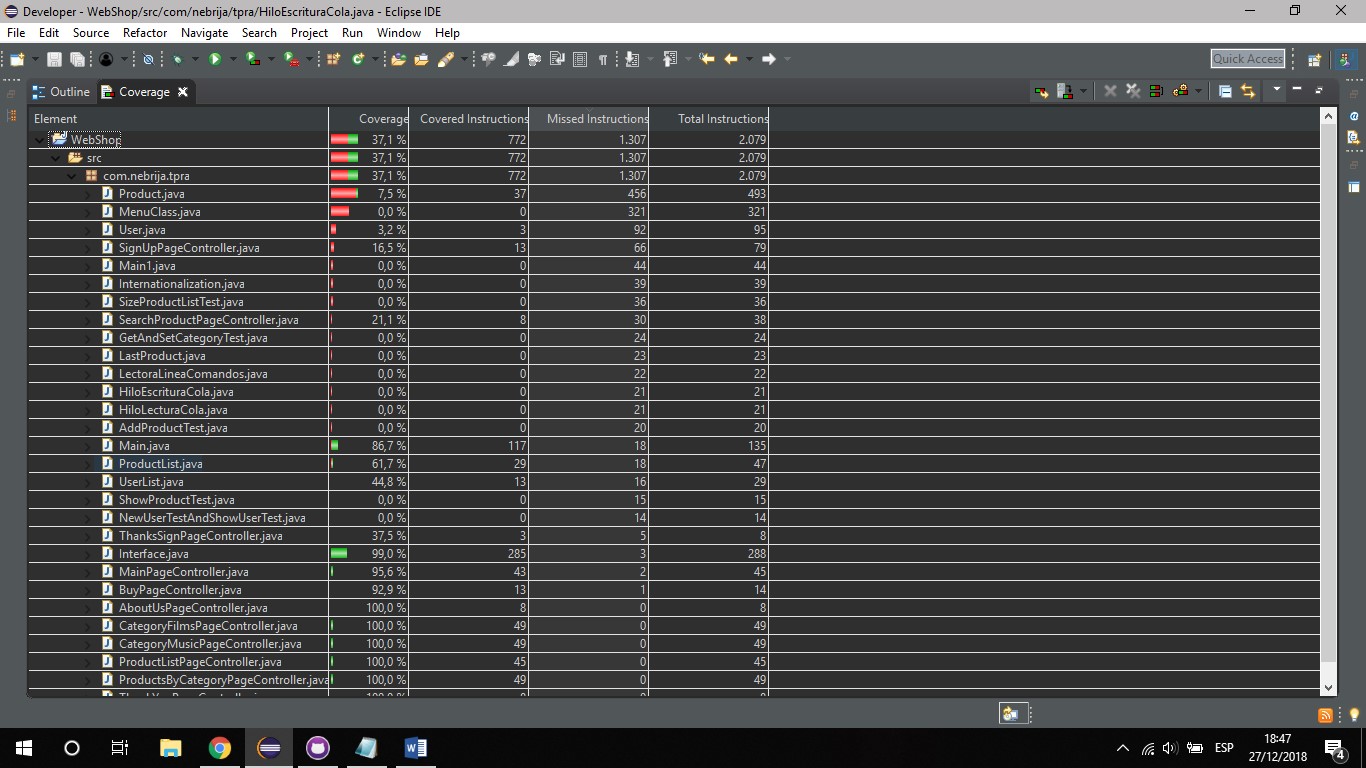 Developer - WebShop/src/com/nebrija/tpra/HiloEscrituraCola.java - Eclipse IDE
File Edit Source Refactor Navigate Search Project Run Window Help
Quick Access
Outline Coverage
Element Coverage Covered Instructions Missed Instructions Total Instructions
WebShop 37,1 % 772 1.307 2.079
src 37,1 % 772 1.307 2.079
com.nebrija.tpra 37,1 % 772 1.307 2.079
Product.java 7,5 % 37 456 493
MenuClass.java 0,0 % 0 321 321
User.java 3,2 % 3 92 95
SignUpPageController.java 16,5 % 13 66 79
Main1.java 0,0 % 0 44 44
Internationalization.java 0,0 % 0 39 39
SizeProductListTest.java 0,0 % 0 36 36
SearchProductPageController.java 21,1 % 8 30 38
GetAndSetCategoryTest.java 0,0 % 0 24 24
LastProduct.java 0,0 % 0 23 23
LectoraLineaComandos.java 0,0 % 0 22 22
HiloEscrituraCola.java 0,0 % 0 21 21
HiloLecturaCola.java 0,0 % 0 21 21
AddProductTest.java 0,0 % 0 20 20
Main.java 86,7 % 117 18 135
ProductList.java 61,7 % 29 18 47
UserList.java 44,8 % 13 16 29
ShowProductTest.java 0,0 % 0 15 15
NewUserTestAndShowUserTest.java 0,0 % 0 14 14
ThanksSignPageController.java 37,5 % 3 5 8
Interface.java 99,0 % 285 3 288
MainPageController.java 95,6 % 43 2 45
BuyPageController.java 92,9 % 13 1 14
AboutUsPageController.java 100,0 % 8 0 8
CategoryFilmsPageController.java 100,0 % 49 0 49
CategoryMusicPageController.java 100,0 % 49 0 49
ProductListPageController.java 100,0 % 45 0 45
ProductsByCategoryPageController.java 100,0 % 49 0 49
ESP
18:47
27/12/2018
4